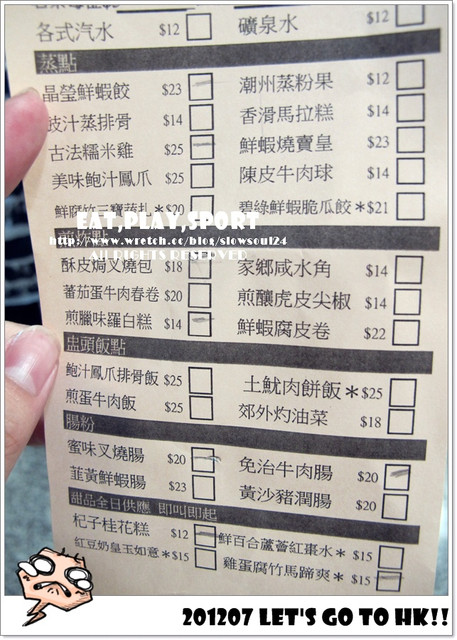 各式汽水 $12 礦泉水 $12
蒸點
晶瑩鮮蝦餃 $23 潮州蒸粉果 $12
豉汁蒸排骨 $14 香滑馬拉糕 $14
古法糯米雞 $25 鮮蝦燒賣皇 $23
美味鮑汁鳳爪 $25 陳皮牛肉球 $14
鮮腐竹三寶蒸扎 *$20 碧綠鮮蝦脆瓜餃 *$21
EAT,PLAY,SPORT
http://www.wretch.cc/blog/slowsoul24
ALL RIGHTS RESERVED
酥皮焗叉燒包 $18 家鄉咸水角 $14
蕃茄蛋牛肉春卷 $20 煎釀虎皮尖椒 $14
煎臘味羅白糕 $14 鮮蝦腐皮卷 $22
盅頭飯點
鮑汁鳳爪排骨飯 $25 土魷肉餅飯 *$25
煎蛋牛肉飯 $25 郊外灼油菜 $18
腸粉
蜜味叉燒腸 $20 免治牛肉腸 $20
韮黃鮮蝦腸 $23 黃沙豬潤腸 $20
甜品全日供應 即叫即起
杞子桂花糕 $12 鮮百合蘆薈紅棗水 * $15
紅豆奶皇玉如意 *$15 雞蛋腐竹馬蹄爽 *$15
201207 LET'S GO TO HK!!